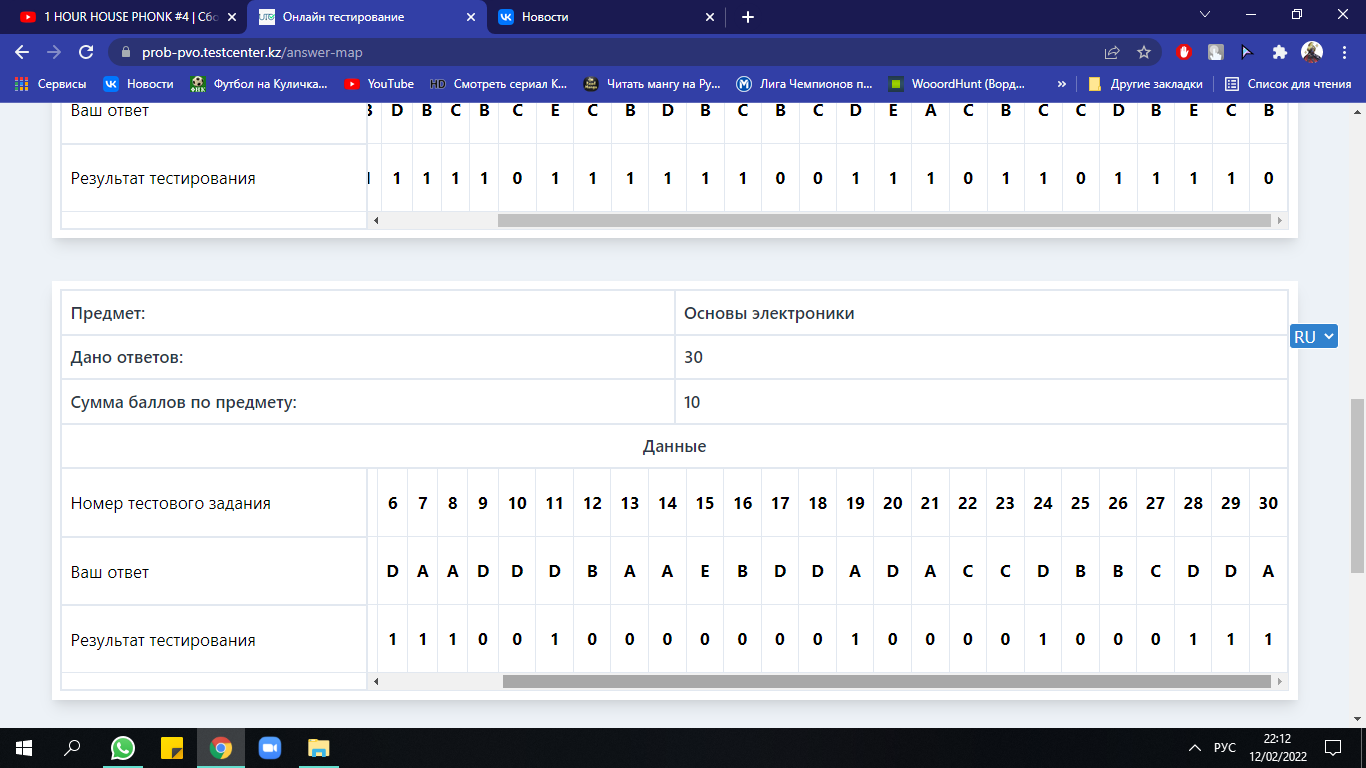 1 HOUR HOUSE PHONK #4 | Сбо
Онлайн тестирование
Новости
prob-pvo.testcenter.kz/answer-map
Сервисы Новости Футбол на Куличка... YouTube Смотреть сериал K... Читать мангу на Ру... Лига Чемпионов п... WooordHunt (Ворд... » Другие закладки Список для чтения
Ваш ответ D B C B C E C B D B C B C D E A C B C C D B E C B
Результат тестирования 1 1 1 1 0 1 1 1 1 1 1 0 0 1 1 1 0 1 1 0 1 1 1 1 0
Предмет: Основы электроники
RU
Дано ответов: 30
Сумма баллов по предмету: 10
Данные
Номер тестового задания 6 7 8 9 10 11 12 13 14 15 16 17 18 19 20 21 22 23 24 25 26 27 28 29 30
Ваш ответ D A A D D D B A A E B D D A D A C C D B B C D D A
Результат тестирования 1 1 1 0 0 1 0 0 0 0 0 0 0 1 0 0 0 0 1 0 0 0 1 1 1
РУС
22:12
12/02/2022